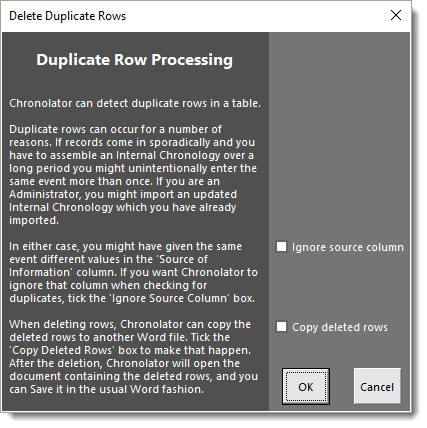 Delete Duplicate Rows
Duplicate Row Processing
Chronolator can detect duplicate rows in a table.
Duplicate rows can occur for a number of
reasons. If records come in sporadically and you
have to assemble an Internal Chronology over a
long period you might unintentionally enter the
same event more than once. If you are an
Administrator, you might import an updated
Internal Chronology which you have already
imported.
In either case, you might have given the same
event different values in the 'Source of
Information' column. If you want Chronolator to
ignore that column when checking for
duplicates, tick the 'Ignore Source Column' box.
Ignore source column
When deleting rows, Chronolator can copy the
deleted rows to another Word file. Tick the
'Copy Deleted Rows' box to make that happen.
After the deletion, Chronolator will open the
document containing the deleted rows, and you
can Save it in the usual Word fashion.
Copy deleted rows
OK
Cancel